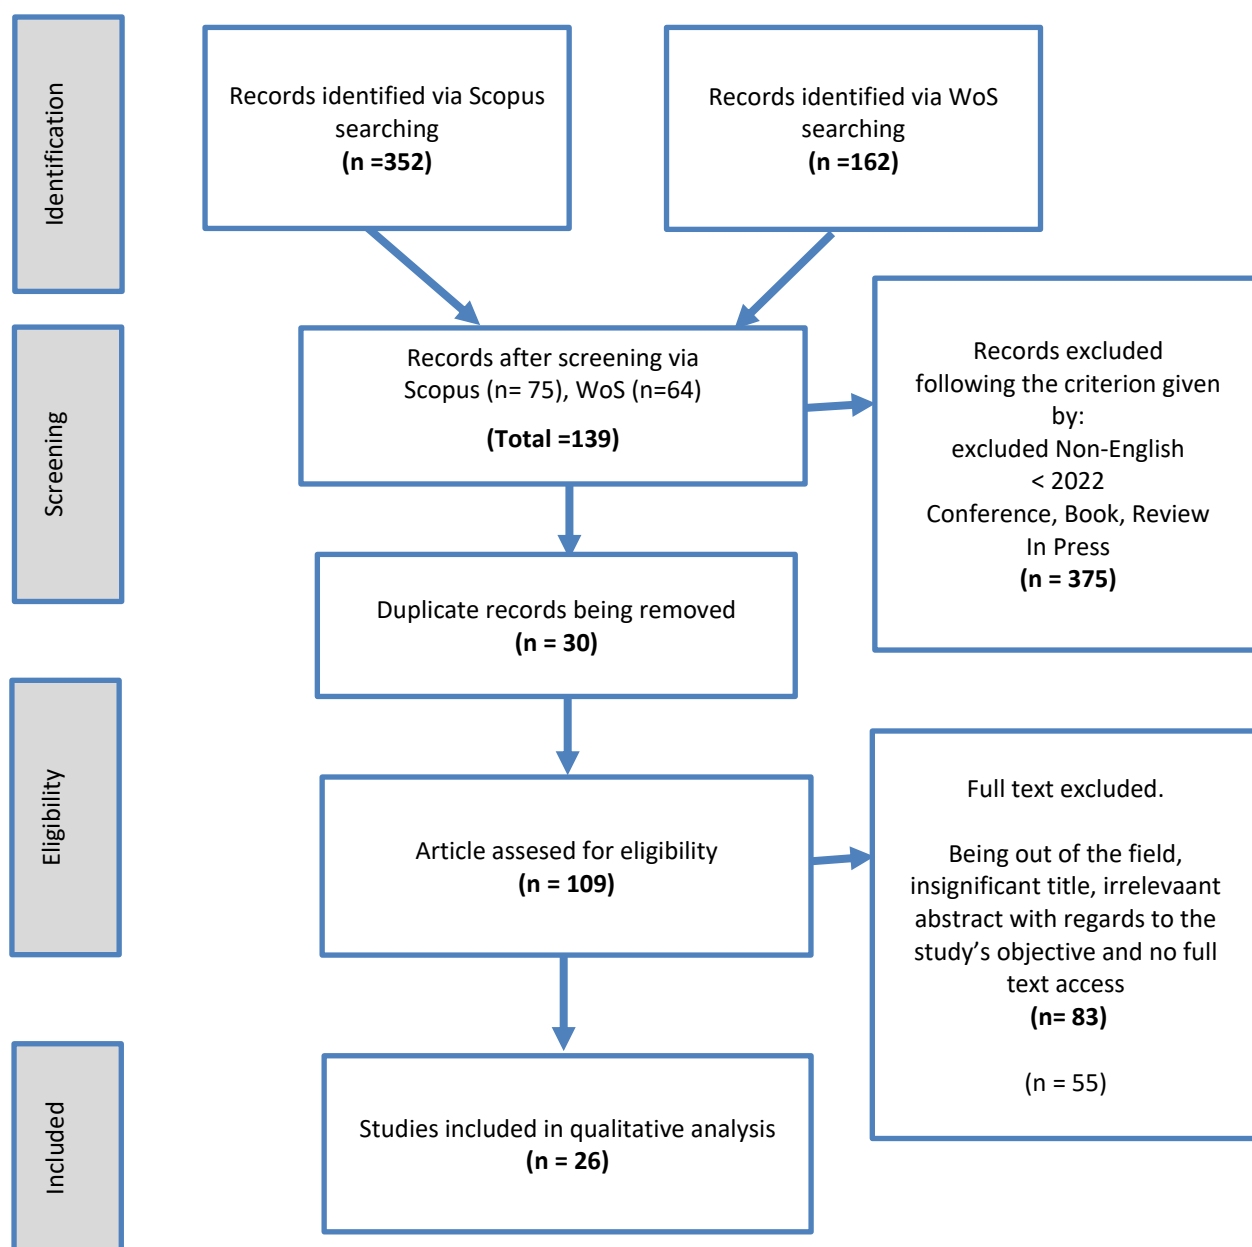 Identification
Records identified via Scopus
searching
(n =352)
Records identified via WoS
searching
(n =162)
Screening
Records after screening via
Scopus (n= 75), WoS (n=64)
(Total =139)
Records excluded
following the criterion given
by:
excluded Non-English
< 2022
Conference, Book, Review
In Press
(n = 375)
Duplicate records being removed
(n = 30)
Eligibility
Article assesed for eligibility
(n = 109)
Full text excluded.
Being out of the field,
insignificant title, irrelevaant
abstract with regards to the
study’s objective and no full
text access
(n= 83)
(n = 55)
Included
Studies included in qualitative analysis
(n = 26)